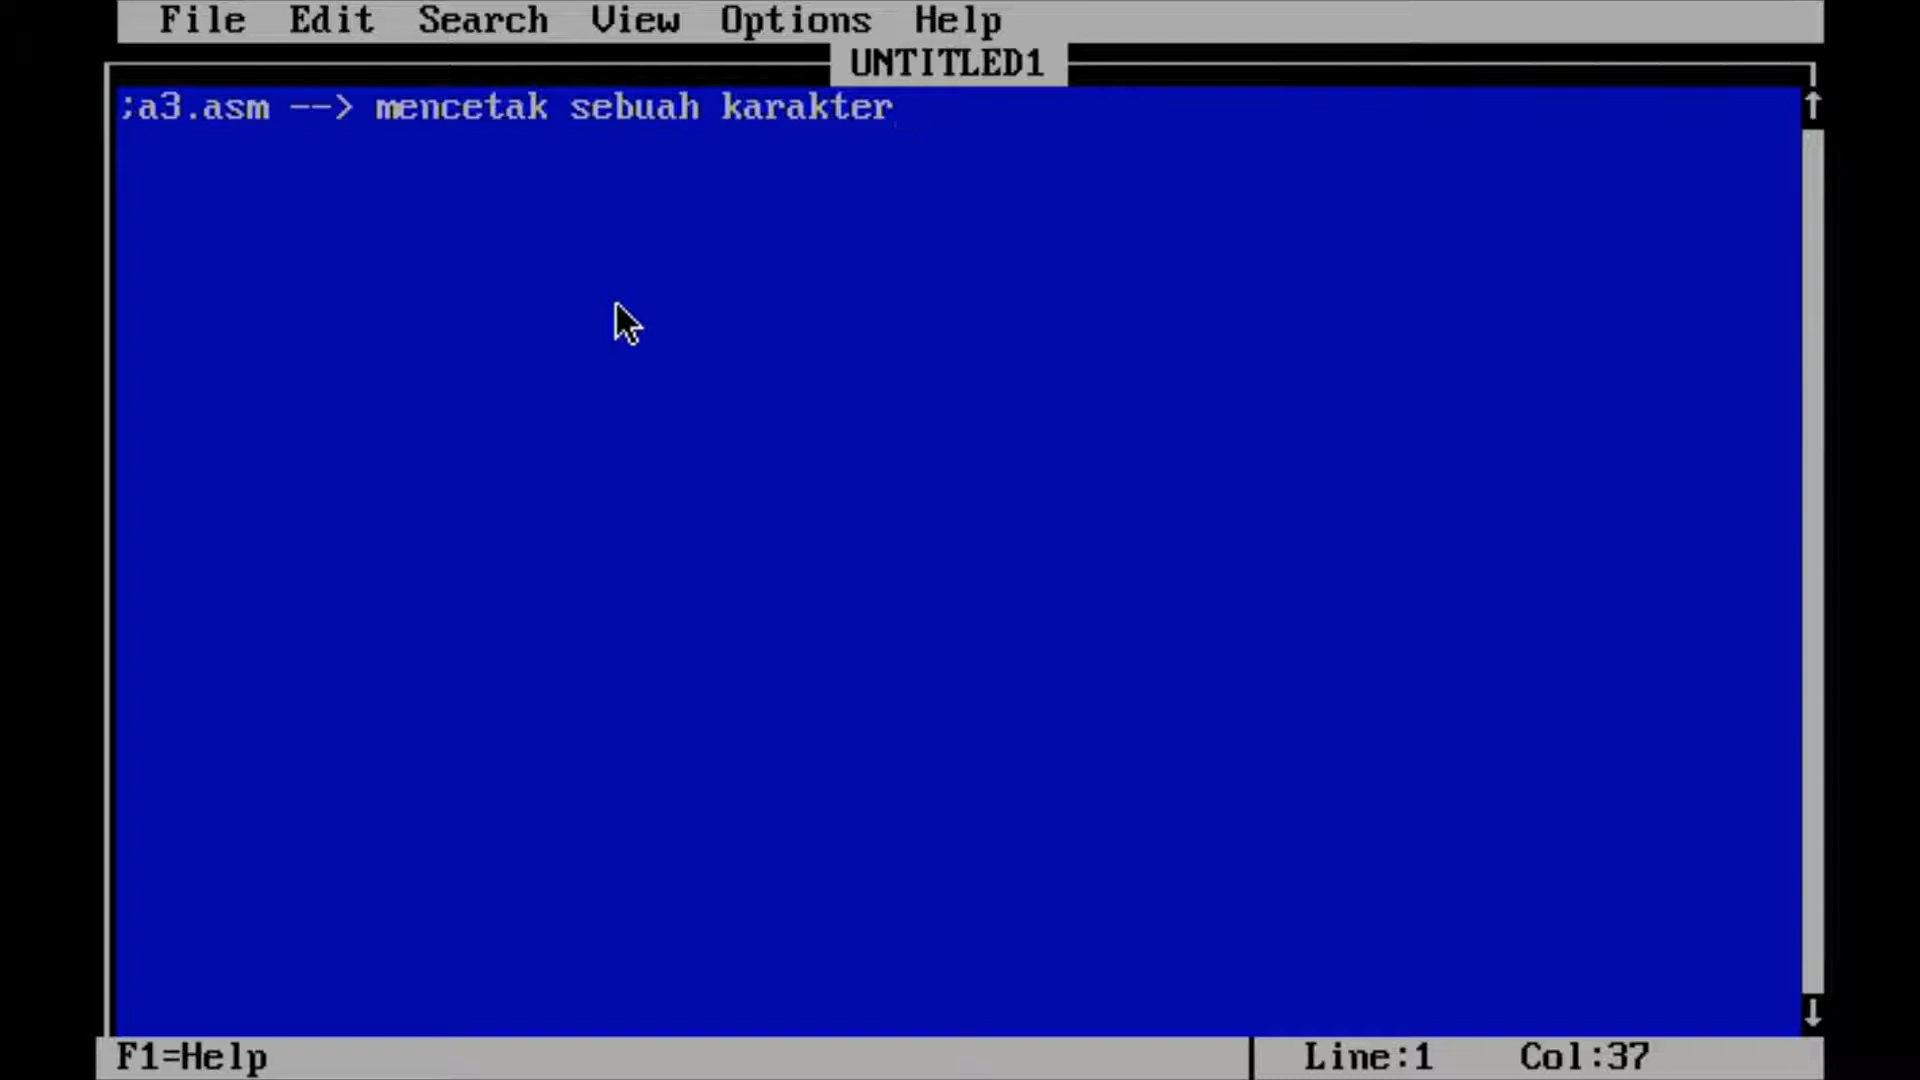 File Edit Search View Options Help
UNTITLED1
;a3.asm --> mencetak sebuah karakter
F1=Help Line:1 Col:37